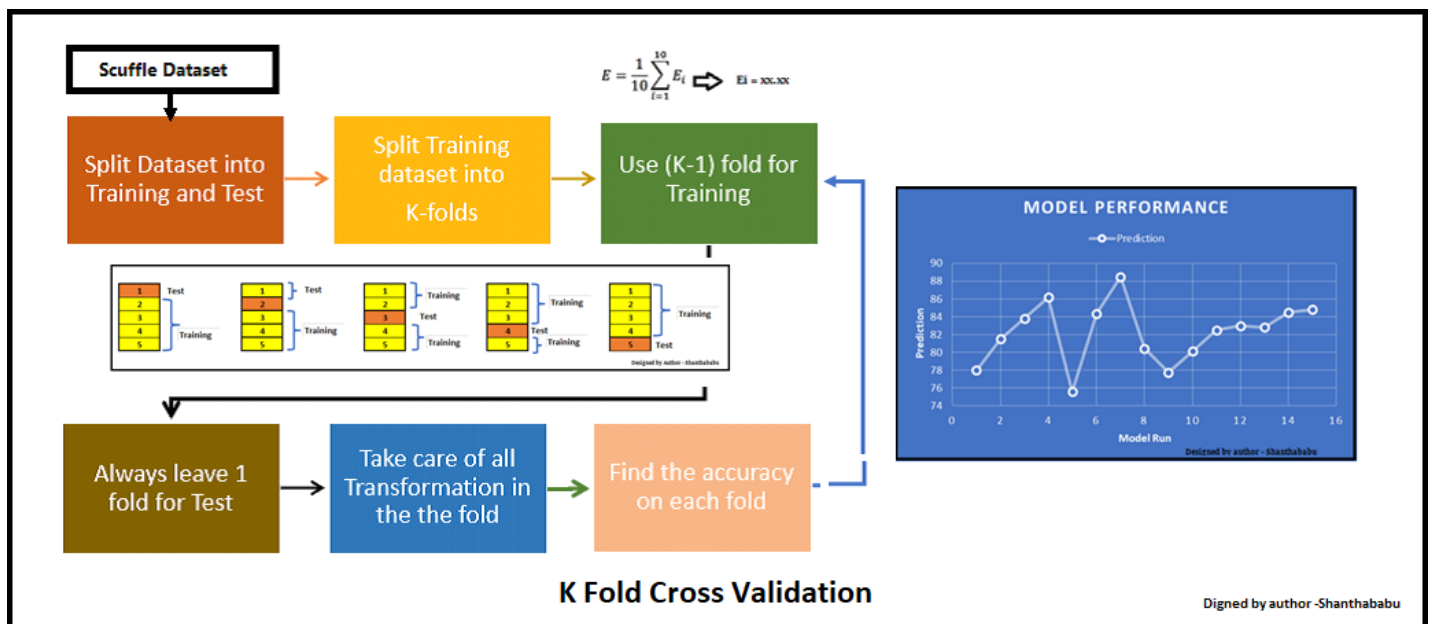 Scuffle Dataset
E = 1/10 10∑i=1 Ei ⇨ Ei = xx.xx
Split Dataset into
Training and Test
Split Training
dataset into
K-folds
Use (K-1) fold for
Training
1 Test
2
3
4 Training
5
1 Test
2
3
4 Training
5
1 Training
2
3 Test
4 Training
5
1
2 Training
3
4 Test
5 Training
1
2
3 Training
4
5 Test
Designed by author - Shanthababu
Always leave 1
fold for Test
Take care of all
Transformation in
the the fold
Find the accuracy
on each fold
MODEL PERFORMANCE
Prediction
90
88
86
84
82
80
78
76
74
Prediction
0 2 4 6 8 10 12 14 16
Model Run
Designed by author - Shanthababu
K Fold Cross Validation
Digned by author -Shanthababu